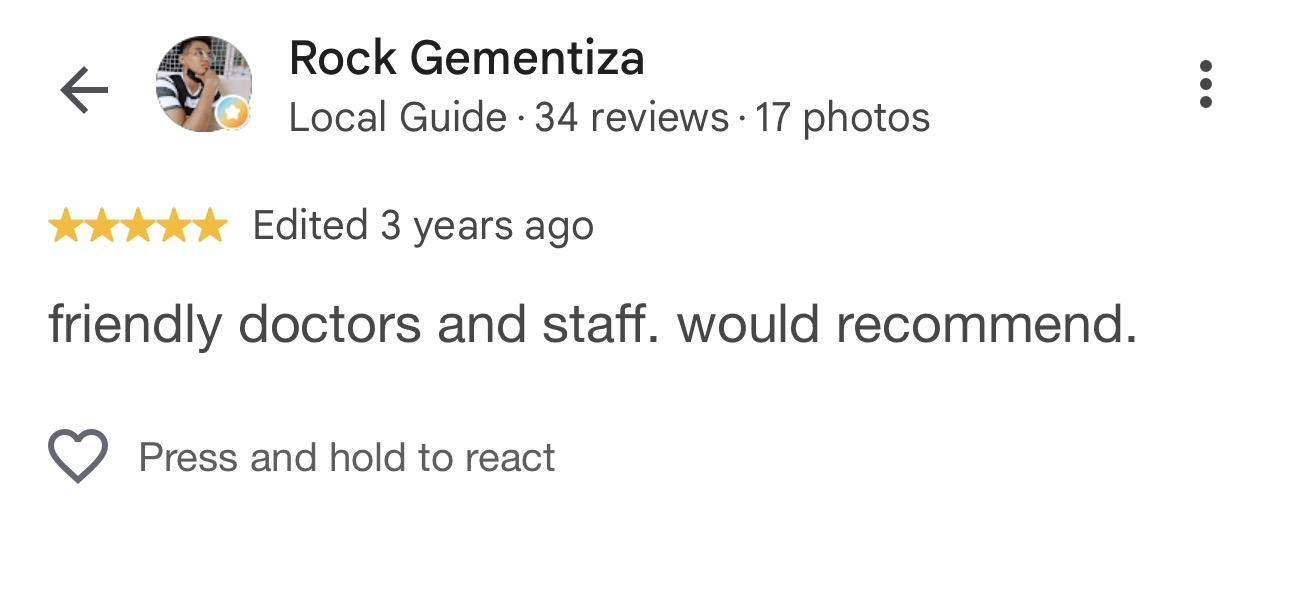 Rock Gementiza
Local Guide · 34 reviews · 17 photos
Edited 3 years ago
friendly doctors and staff. would recommend.
Press and hold to react